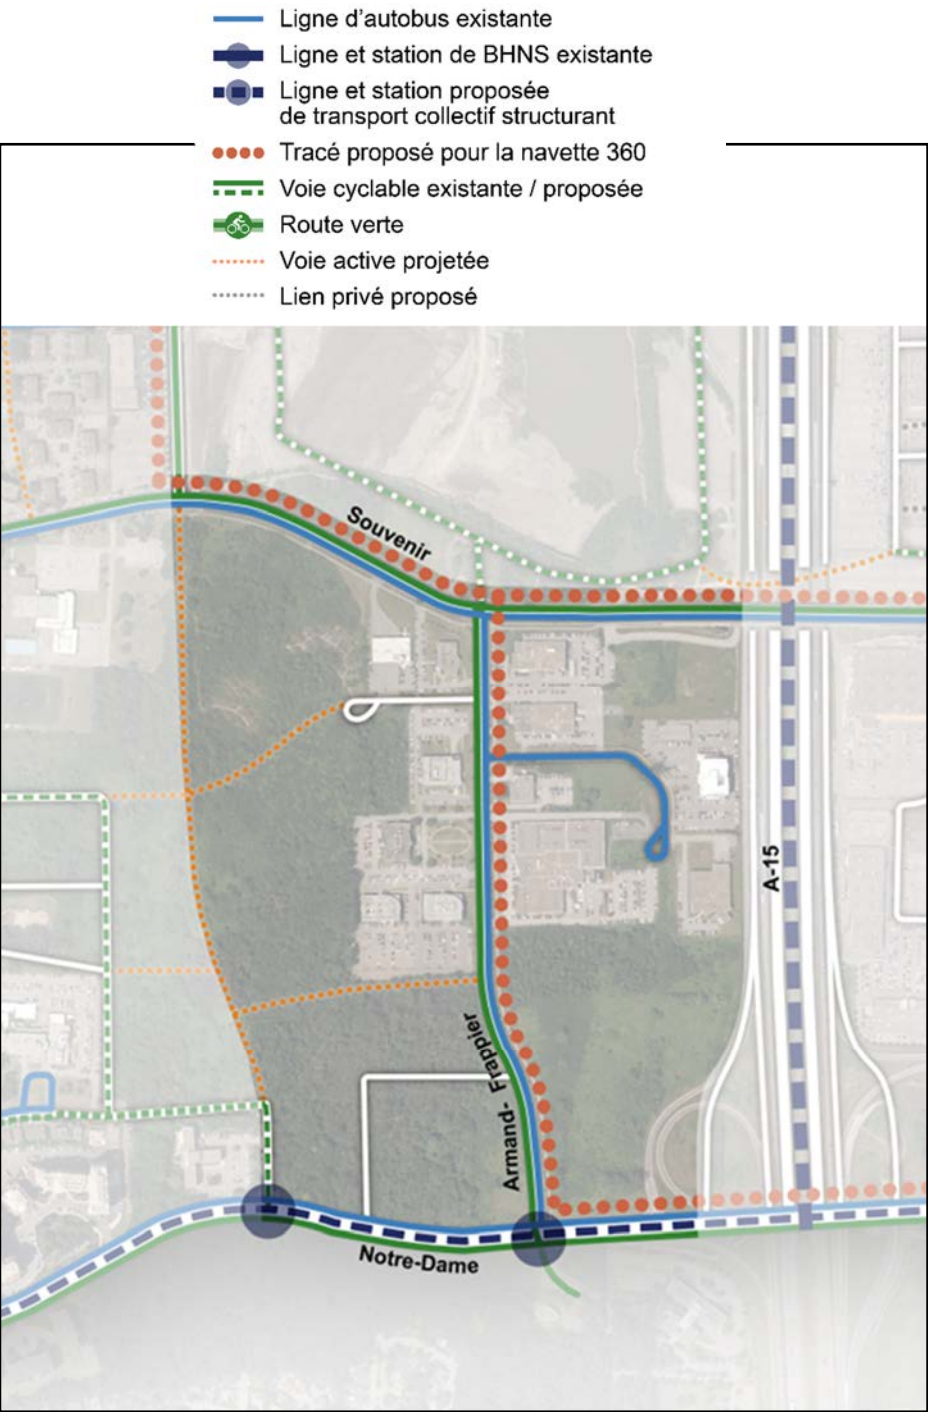 Ligne d'autobus existante
Ligne et station de BHNS existante
Ligne et station proposée
de transport collectif structurant
Tracé proposé pour la navette 360
Voie cyclable existante / proposée
Route verte
Voie active projetée
Lien privé proposé
Souvenir
A-15
Armand- Frappier
Notre-Dame